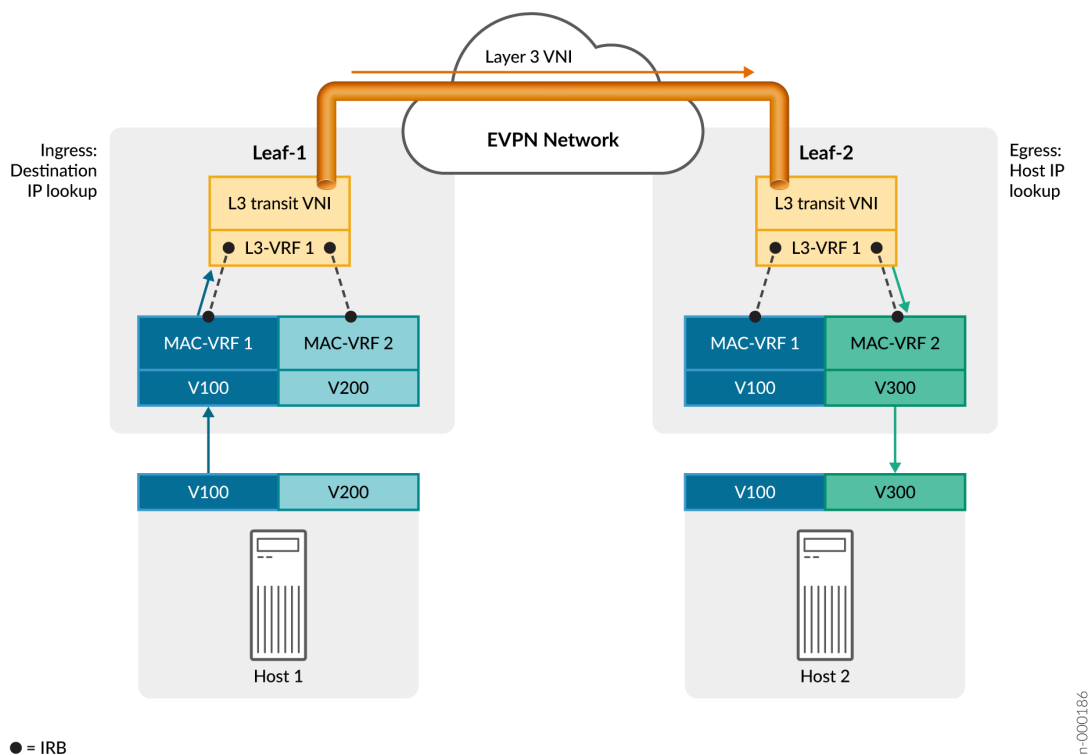 Layer 3 VNI
EVPN Network
Ingress:
Destination
IP lookup
Leaf-1
L3 transit VNI
L3-VRF 1
MAC-VRF 1
MAC-VRF 2
V100
V200
V100
V200
Host 1
Leaf-2
Egress:
Host IP
lookup
L3 transit VNI
L3-VRF 1
MAC-VRF 1
MAC-VRF 2
V100
V300
V100
V300
Host 2
= IRB
n-000186